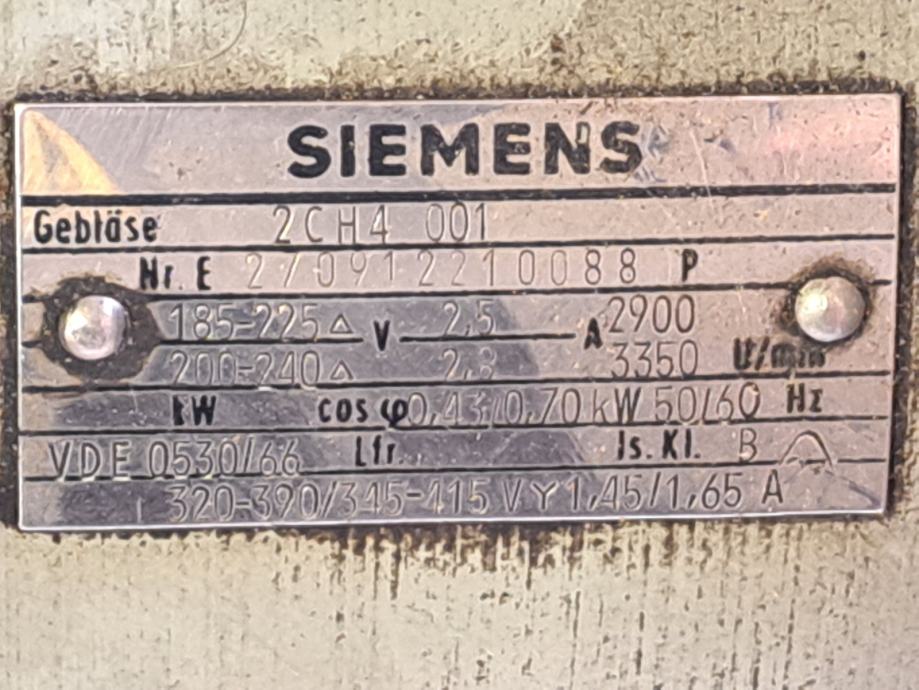 SIEMENS
Gebläse 2CH4 001
Nr. E 27091 2210088 P
185-225 △ V 2,5 A 2900 U/min
200-240 △ 2,8 3350
kW cos φ 0,43/0,70 kW 50/60 Hz
VDE 0530/66 Lfr. Is. Kl. B
320-390/345-415 V Y 1,45/1,65 A